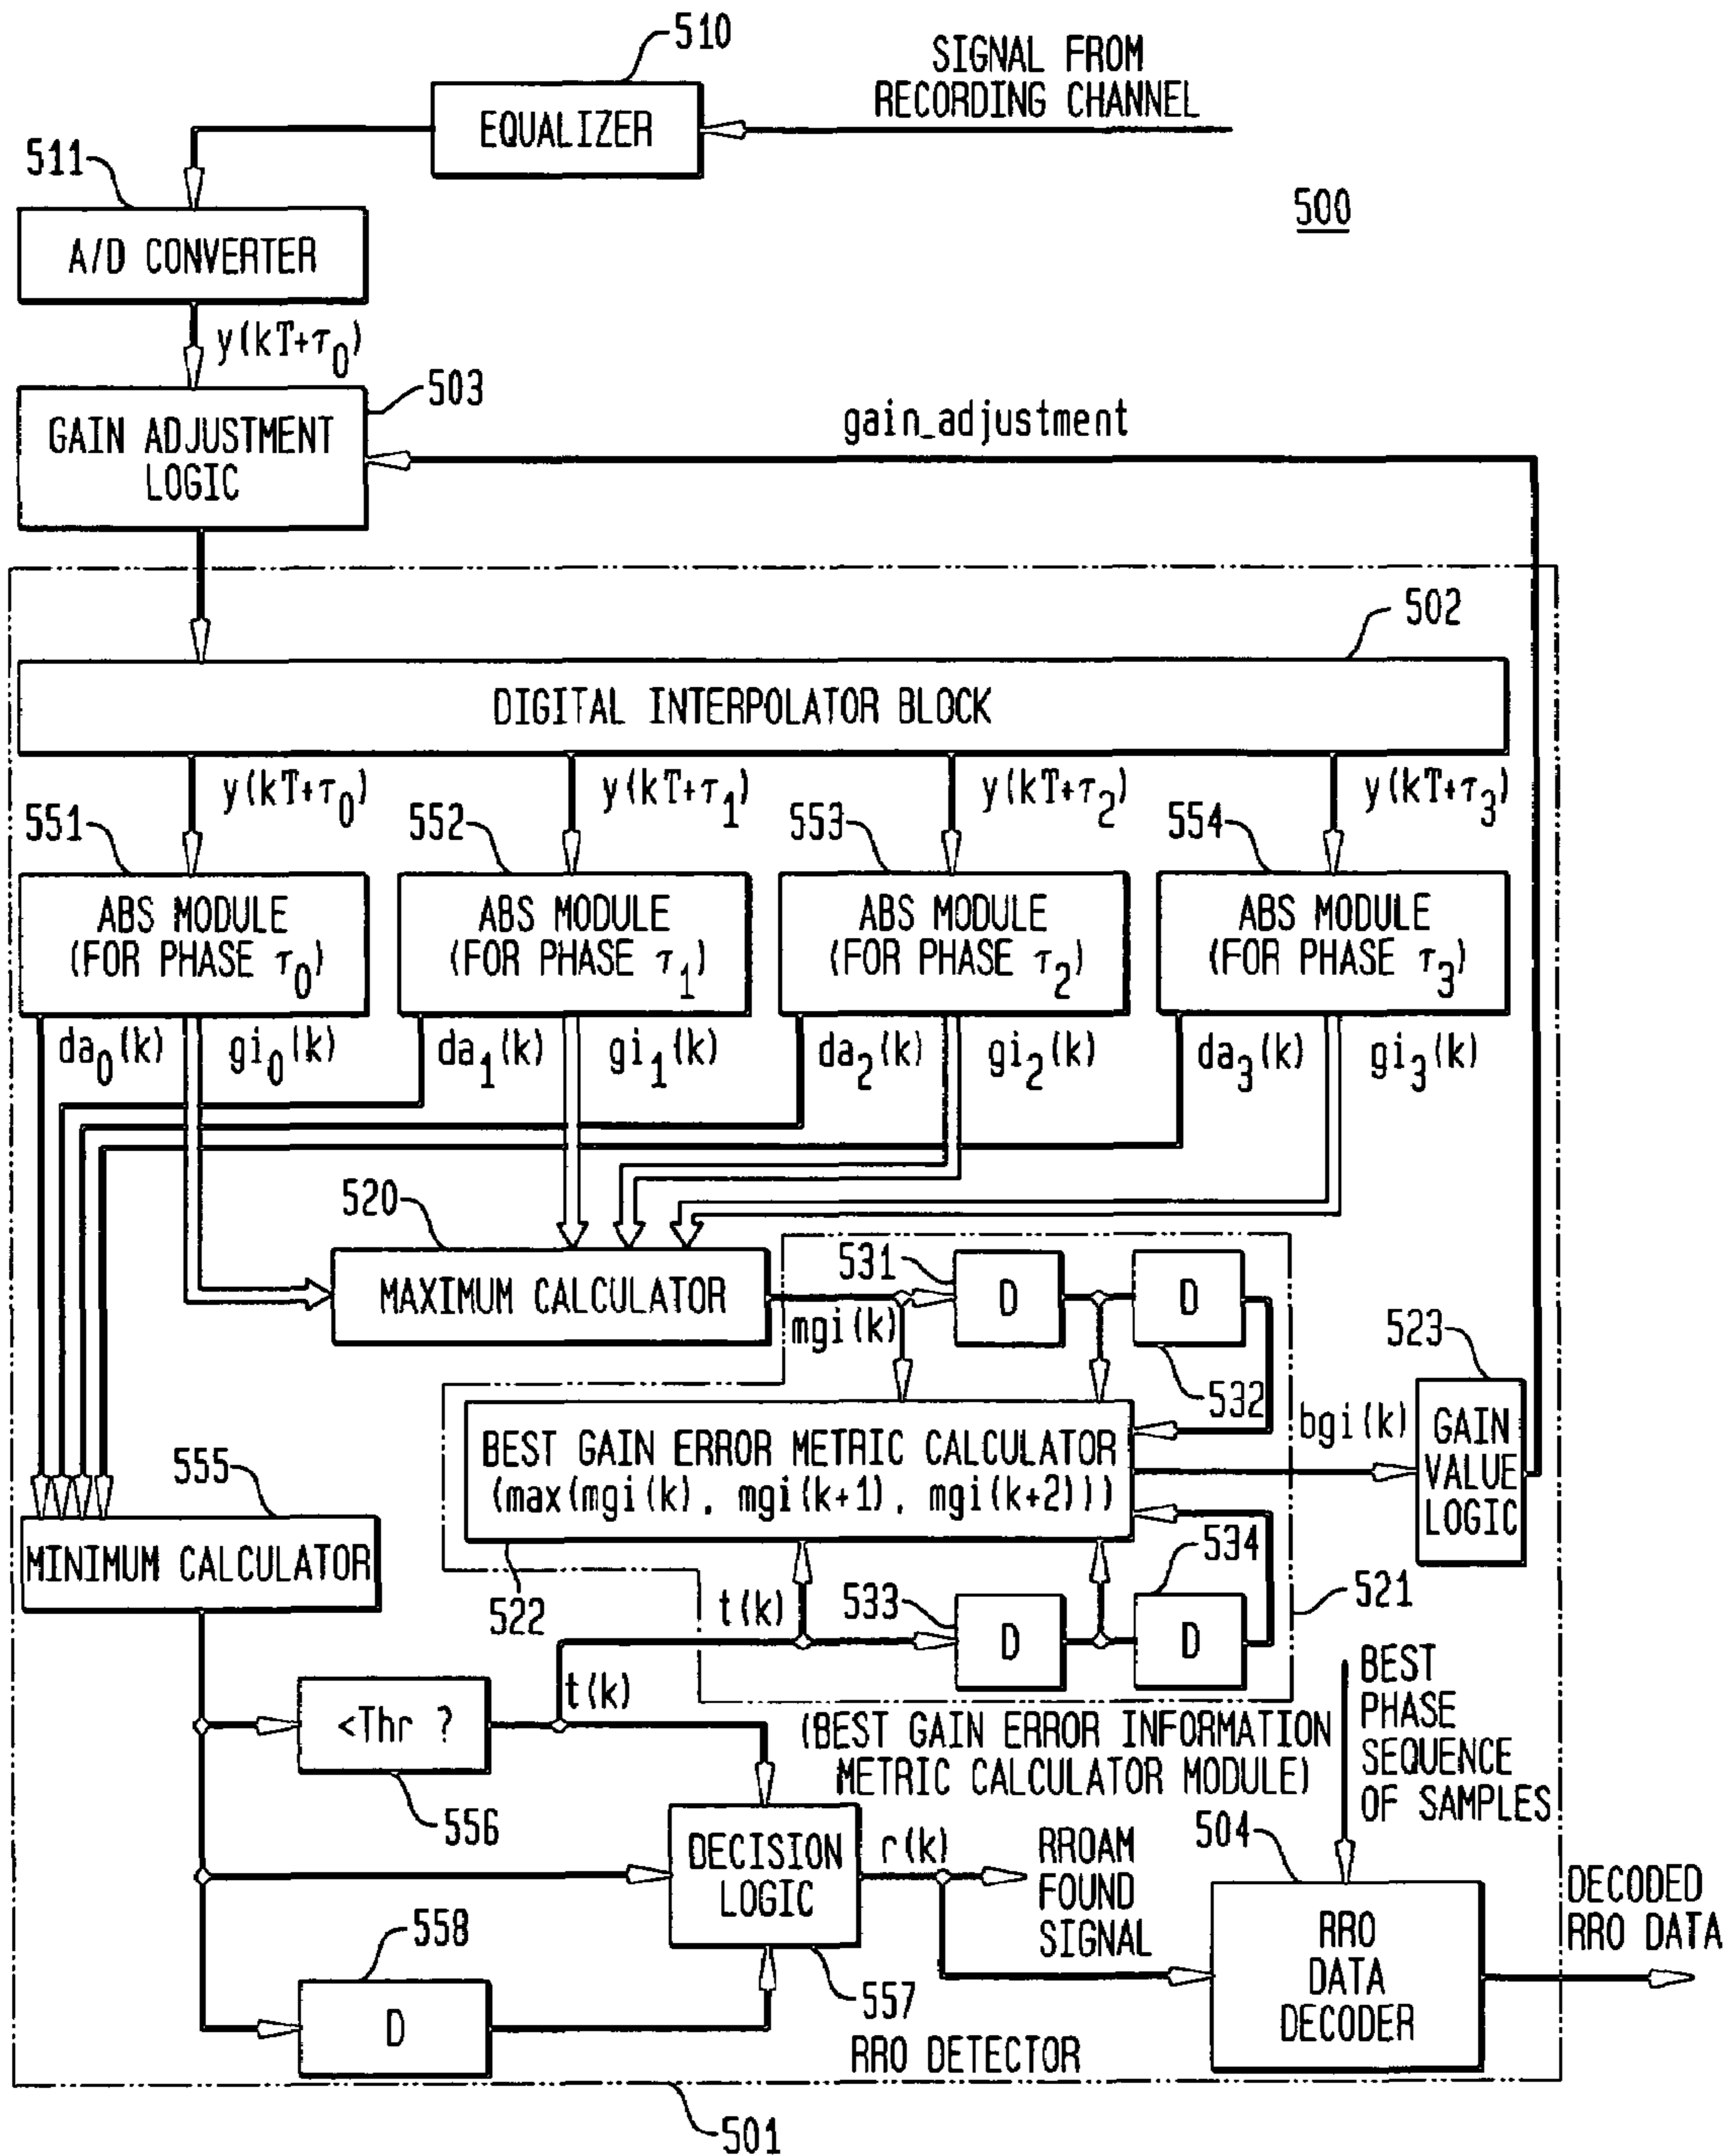 510
SIGNAL FROM
RECORDING CHANNEL
EQUALIZER
511
500
A/D CONVERTER
y(kT+τ0)
503
GAIN ADJUSTMENT
LOGIC
gain_adjustment
502
DIGITAL INTERPOLATOR BLOCK
y(kT+τ0)
y(kT+τ1)
y(kT+τ2)
y(kT+τ3)
551
552
553
554
ABS MODULE
(FOR PHASE τ0)
ABS MODULE
(FOR PHASE τ1)
ABS MODULE
(FOR PHASE τ2)
ABS MODULE
(FOR PHASE τ3)
da0(k)
gi0(k)
da1(k)
gi1(k)
da2(k)
gi2(k)
da3(k)
gi3(k)
520
MAXIMUM CALCULATOR
mgi(k)
531
D
D
532
523
BEST GAIN ERROR METRIC CALCULATOR
(max(mgi(k), mgi(k+1), mgi(k+2)))
bgi(k)
GAIN
VALUE
LOGIC
555
MINIMUM CALCULATOR
522
t(k)
533
D
534
D
521
<Thr ?
t(k)
556
(BEST GAIN ERROR INFORMATION
METRIC CALCULATOR MODULE)
BEST
PHASE
SEQUENCE
OF SAMPLES
DECISION
LOGIC
r(k)
RROAM
FOUND
SIGNAL
504
RRO
DATA
DECODER
DECODED
RRO DATA
558
D
557
RRO DETECTOR
501